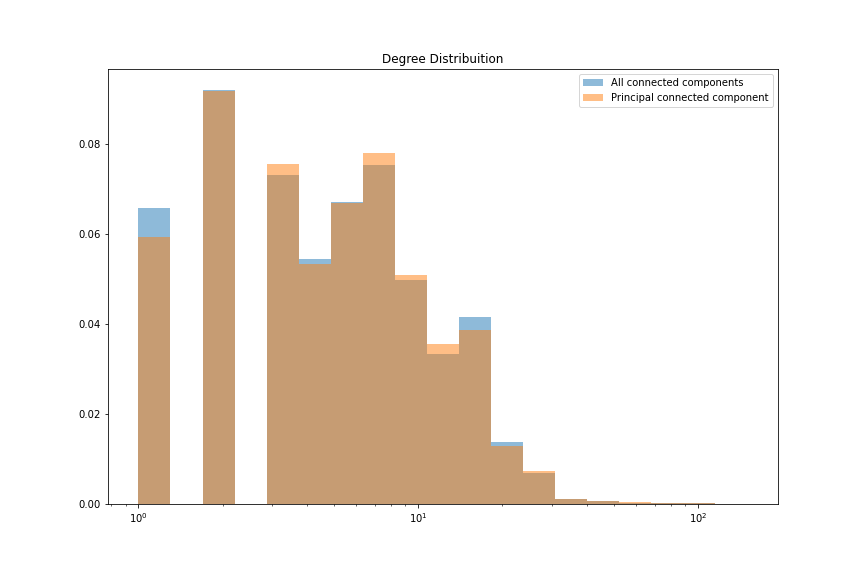 Degree Distribuition
All connected components
Principal connected component
0.08
0.06
0.04
0.02
0.00
10⁰
10¹
10²